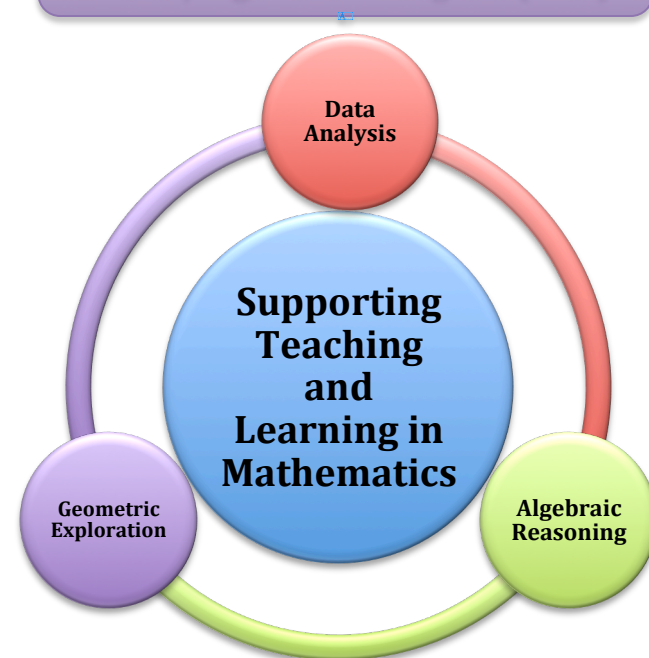 Data
Analysis
Supporting
Teaching
and
Learning in
Mathematics
Geometric
Exploration
Algebraic
Reasoning